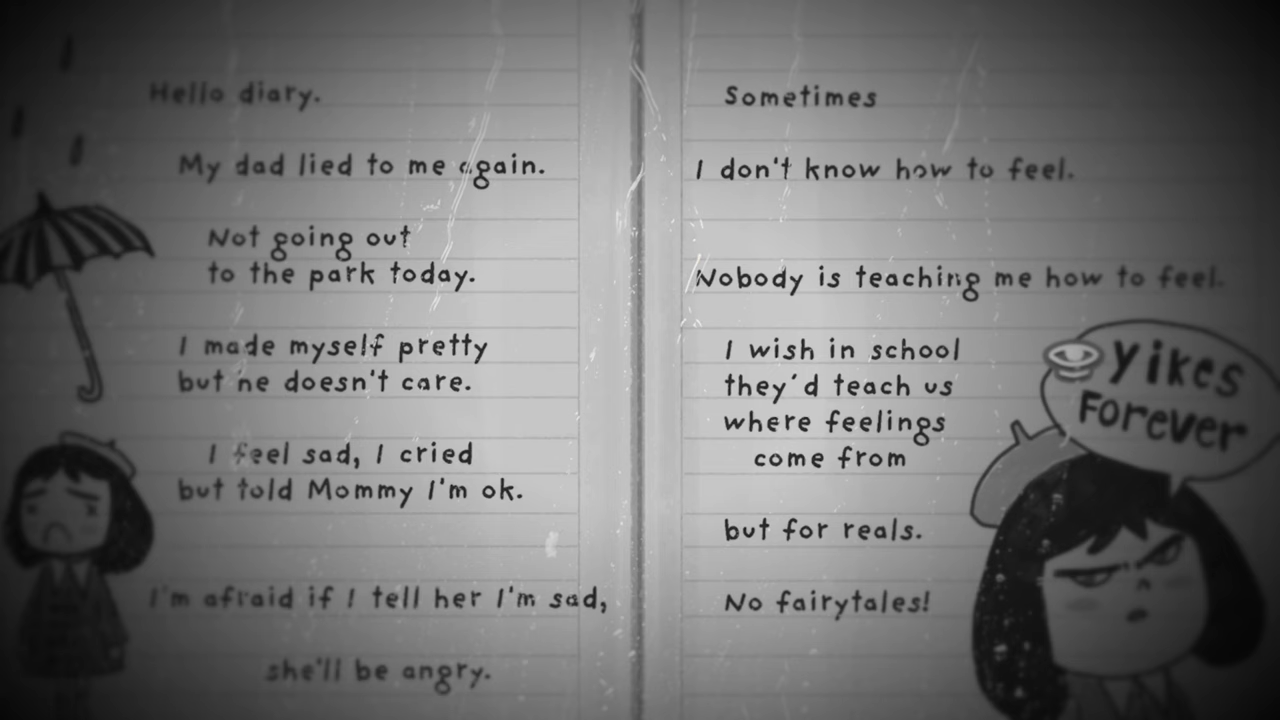 Hello diary.
My dad lied to me again.
Not going out
to the park today.
I made myself pretty
but he doesn't care.
I feel sad, I cried
but told Mommy I'm ok.
I'm afraid if I tell her I'm sad,
she'll be angry.
Sometimes
I don't know how to feel.
Nobody is teaching me how to feel.
I wish in school
they'd teach us
where feelings
come from
but for reals.
No fairytales!
Yikes
Forever